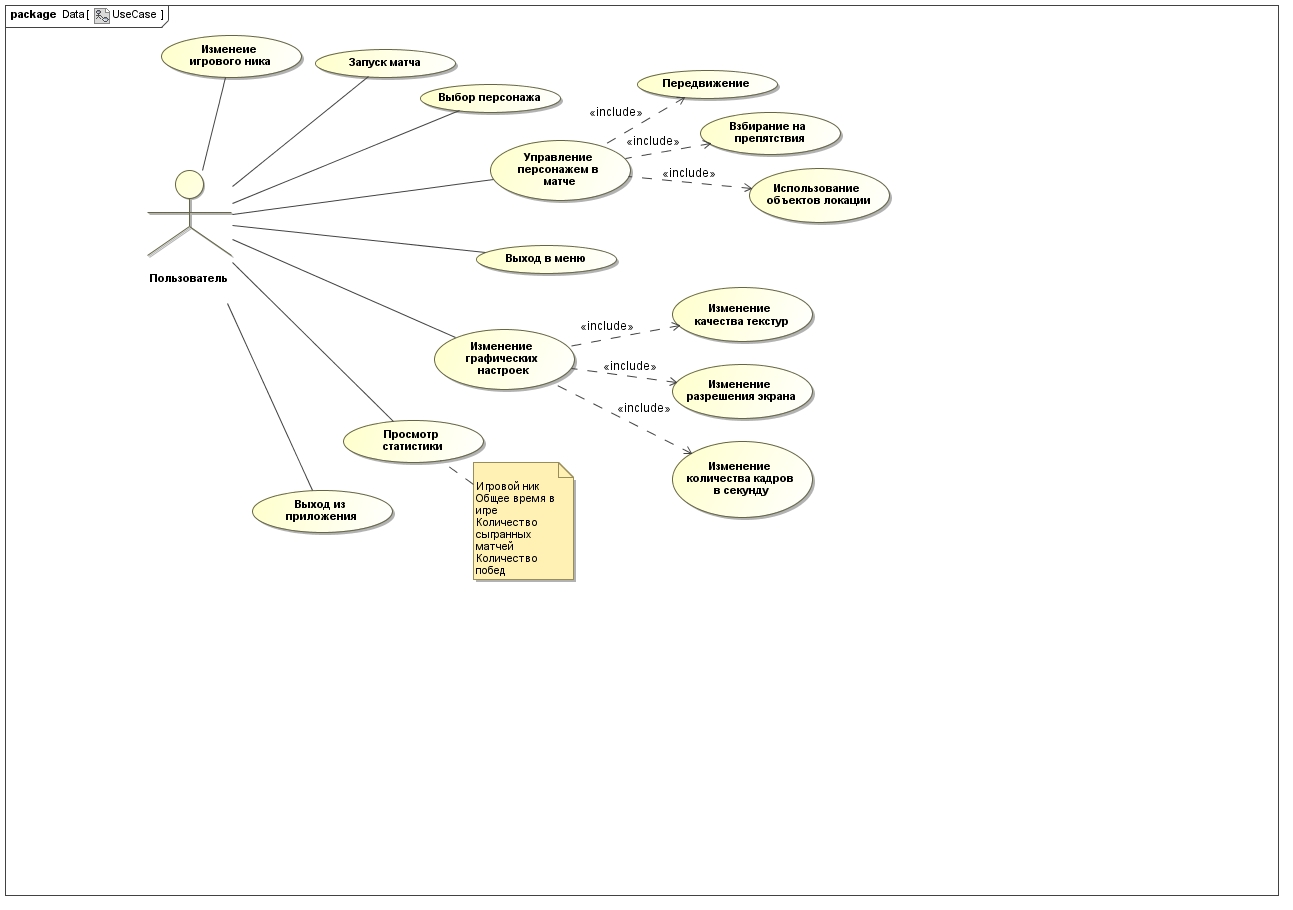 package Data [ UseCase ]
Изменеие
игрового ника
Запуск матча
Выбор персонажа
Передвижение
«include»
Взбирание на
препятствия
«include»
Управление
персонажем в
матче
«include»
Использование
объектов локации
Пользователь
Выход в меню
Изменение
качества текстур
«include»
Изменение
графических
настроек
«include»
Изменение
разрешения экрана
«include»
Просмотр
статистики
Изменение
количества кадров
в секунду
Игровой ник
Общее время в
игре
Количество
сыгранных
матчей
Количество
побед
Выход из
приложения